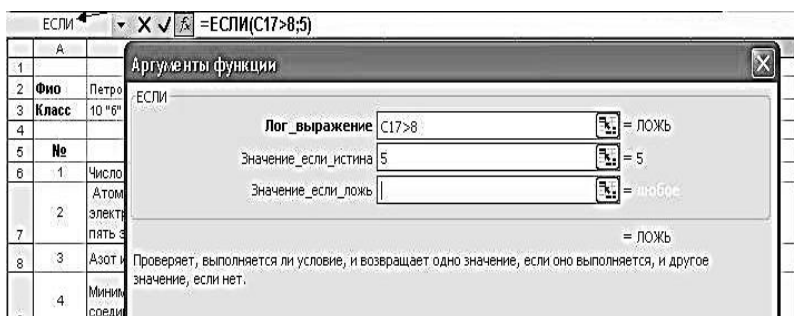 ЕСЛИ =ЕСЛИ(C17>8;5)
A
1
Аргументы функции
2 Фио Петро
ЕСЛИ
3 Класс 10 "б"
Лог_выражение C17>8 = ЛОЖЬ
4
5 №
Значение_если_истина 5 = 5
6 1 Число
Значение_если_ложь = любое
Атом
2 электр
7 пять э
= ЛОЖЬ
8 3 Азот и
Проверяет, выполняется ли условие, и возвращает одно значение, если оно выполняется, и другое
значение, если нет.
4 Миним
соеди